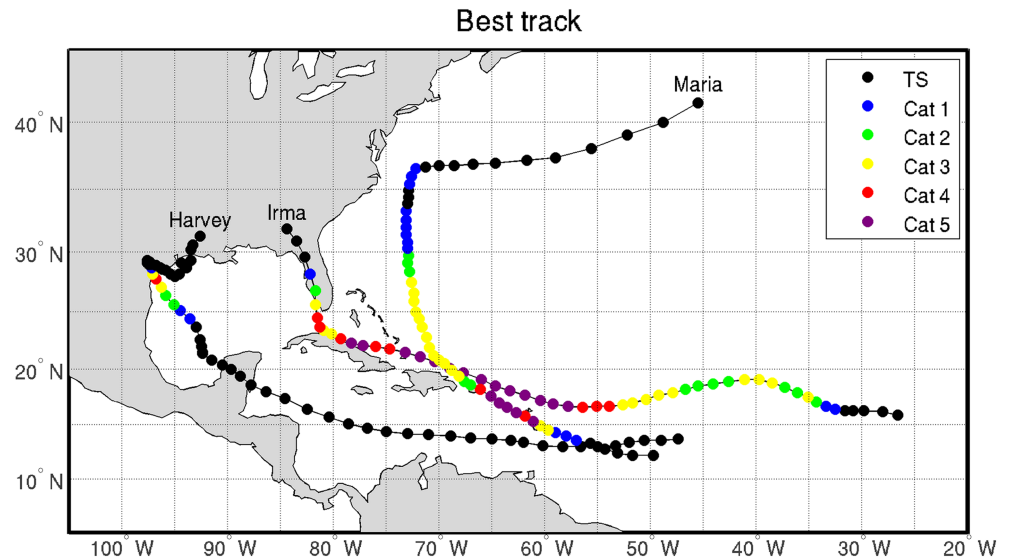 Best track
Maria
Harvey
Irma
TS
Cat 1
Cat 2
Cat 3
Cat 4
Cat 5
40° N
30° N
20° N
10° N
100° W 90° W 80° W 70° W 60° W 50° W 40° W 30° W 20° W